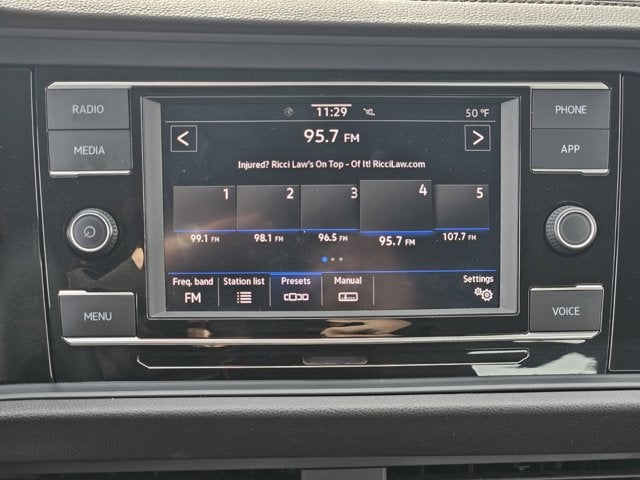 RADIO
MEDIA
MENU
11:29
50 °F
95.7 FM
Injured? Ricci Law's On Top - Of It! RicciLaw.com
1 2 3 4 5
99.1 FM 98.1 FM 96.5 FM 95.7 FM 107.7 FM
Freq. band Station list Presets Manual Settings
FM
PHONE
APP
VOICE